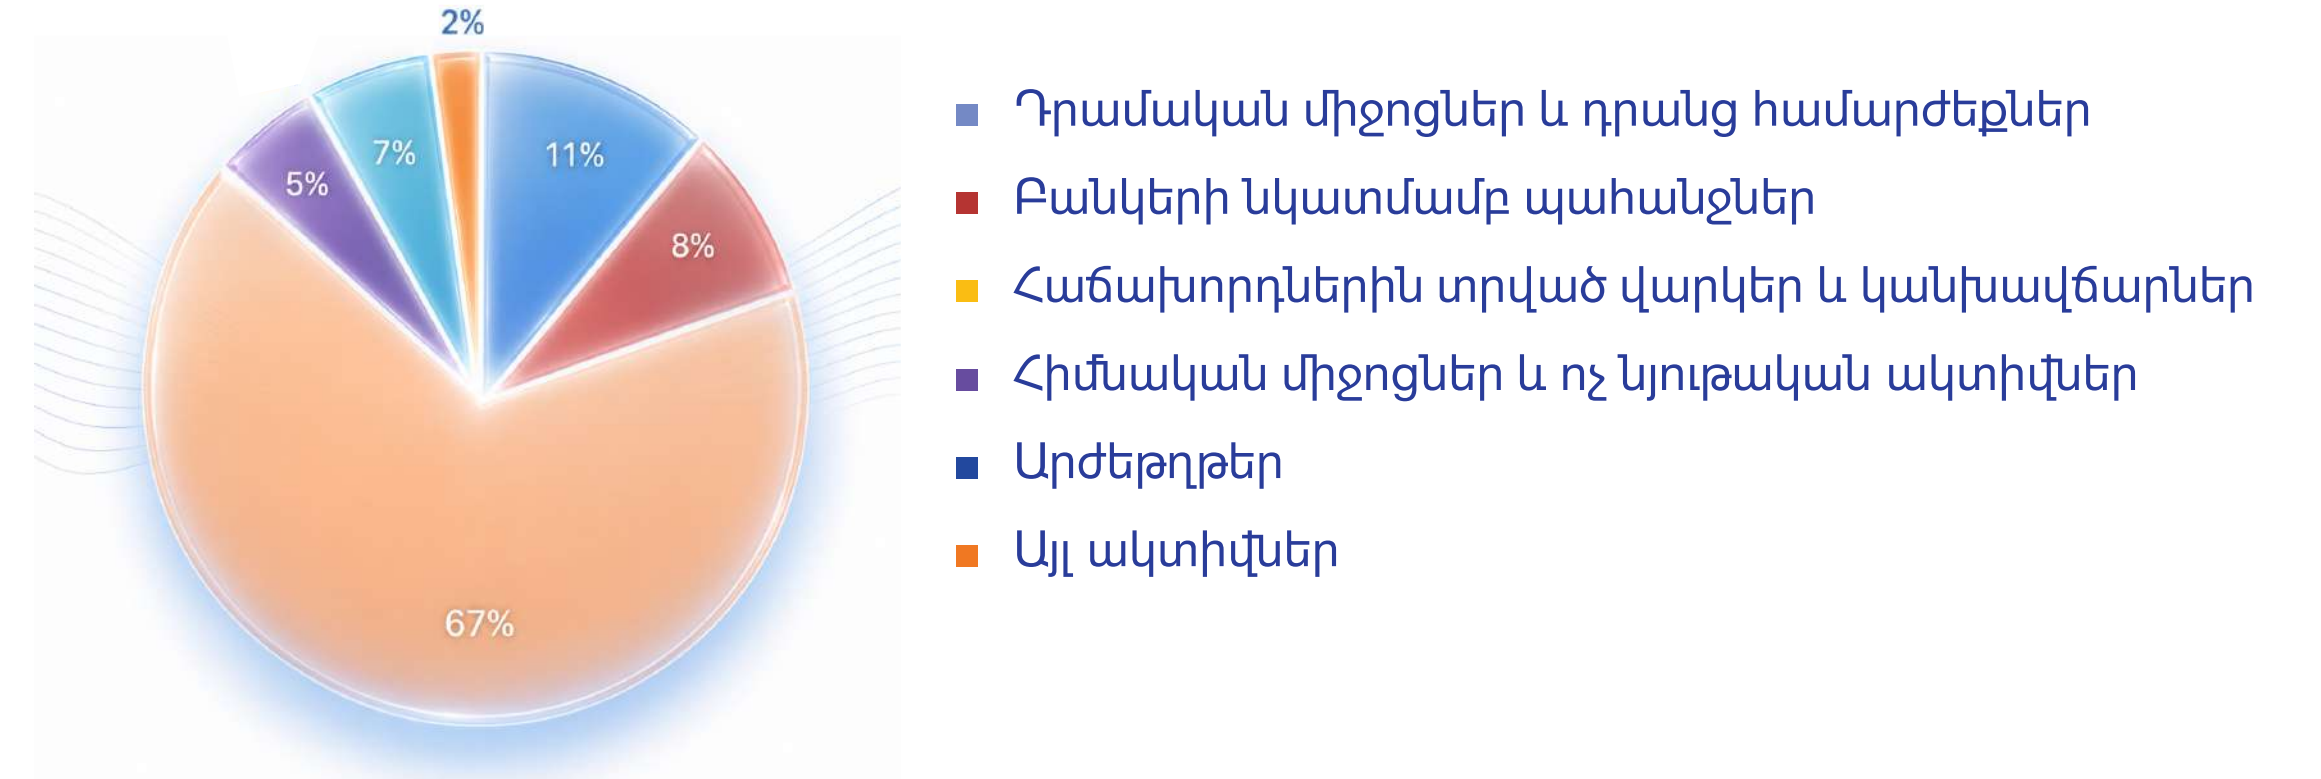 2%
11%
7%
5%
8%
67%
Դրամական միջոցներ և դրանց համարժեքներ
Բանկերի նկատմամբ պահանջներ
Հաճախորդներին տրված վարկեր և կանխավճարներ
Հիմնական միջոցներ և ոչ նյութական ակտիվներ
Արժեթղթեր
Այլ ակտիվներ